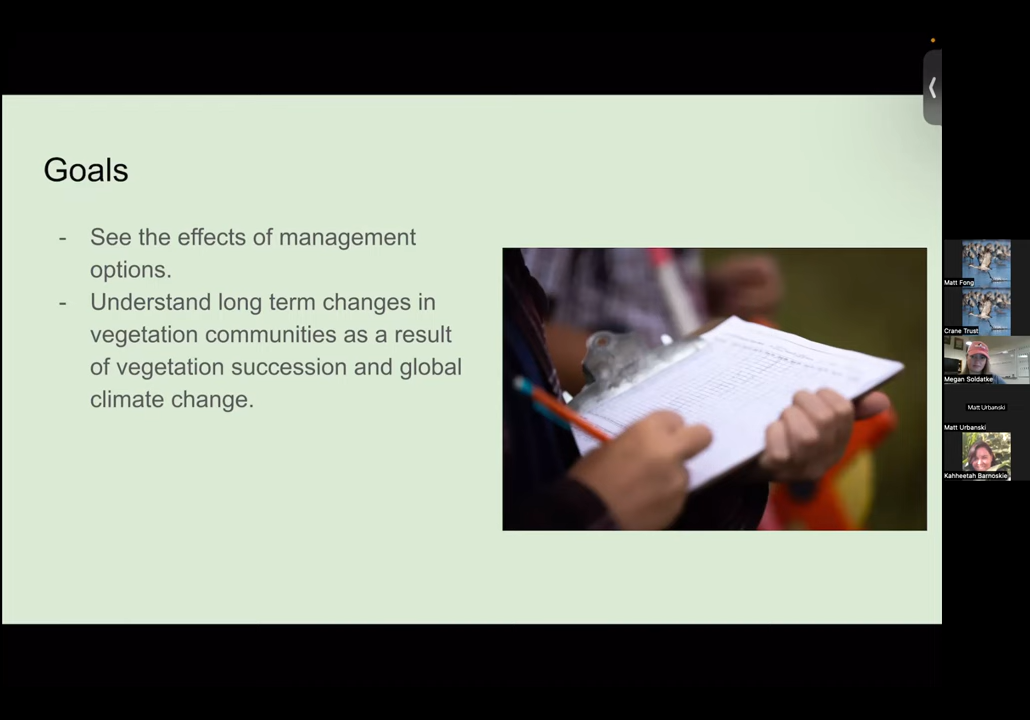 Goals
- See the effects of management
options.
- Understand long term changes in
vegetation communities as a result
of vegetation succession and global
climate change.
Matt Fong
Crane Trust
Megan Soldatke
Matt Urbanski
Matt Urbanski
Kahheetah Barnoskie